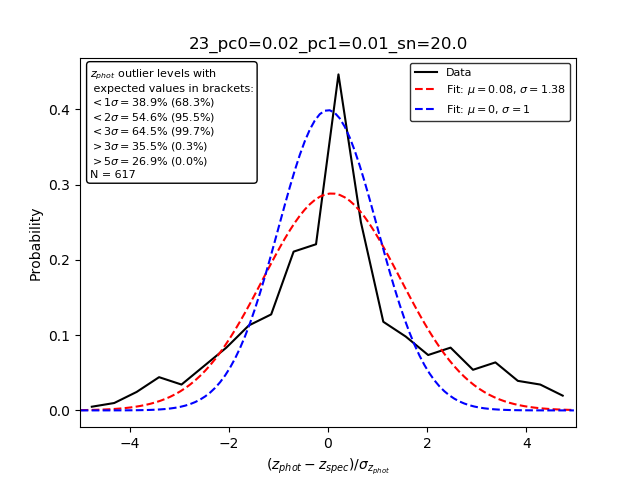 23_pc0=0.02_pc1=0.01_sn=20.0
z_phot outlier levels with
expected values in brackets:
<1σ=38.9% (68.3%)
<2σ=54.6% (95.5%)
<3σ=64.5% (99.7%)
>3σ=35.5% (0.3%)
>5σ=26.9% (0.0%)
N = 617
Data
Fit: μ=0.08, σ=1.38
Fit: μ=0, σ=1
Probability
0.4
0.3
0.2
0.1
0.0
−4 −2 0 2 4
(z_phot − z_spec)/σ_z_phot